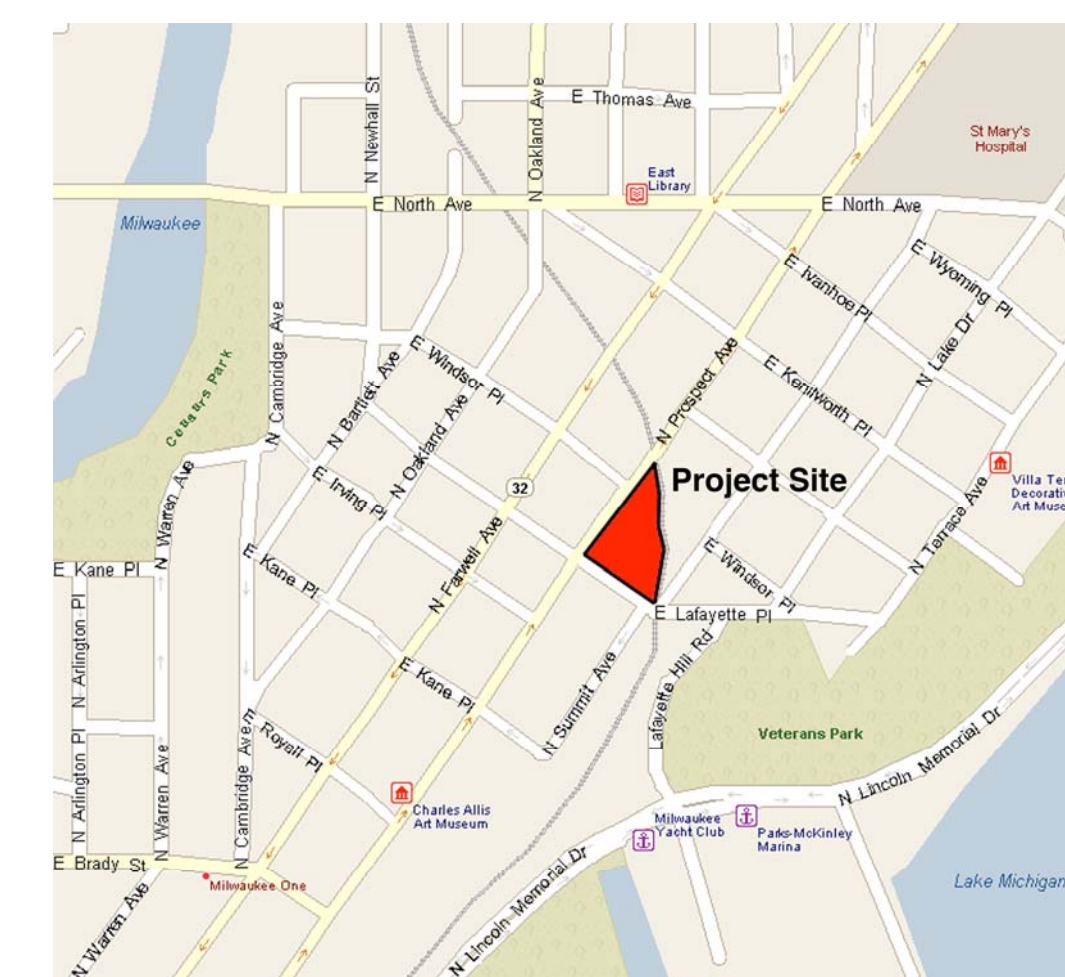 N Newhall St
N Oakland Ave
E Thomas Ave
St Mary's
Hospital
East
Library
E North Ave
E North Ave
Milwaukee
E Ivanhoe Pl
E Wyoming Pl
N Lake Dr
N Cambridge Ave
N Bartlett Ave
E Windsor Pl
N Prospect Ave
E Kenilworth Pl
N Oakland Ave
N Warren Ave
E Irving Pl
32
Project Site
Villa Ter
Decorativ
Art Muse
N Terrace Ave
N Farwell Ave
E Kane Pl
E Kane Pl
E Windsor Pl
E Lafayette Pl
N Arlington Pl
E Kane Pl
N Summit Ave
Lafayette Hill Rd
Veterans Park
E Royall Pl
N Arlington Pl
N Warren Ave
N Cambridge Ave
N Lincoln Memorial Dr
Charles Allis
Art Museum
Milwaukee
Yacht Club
Parks-McKinley
Marina
E Brady St
Milwaukee One
Lake Michigan
N Warren Ave
N Lincoln Memorial Dr